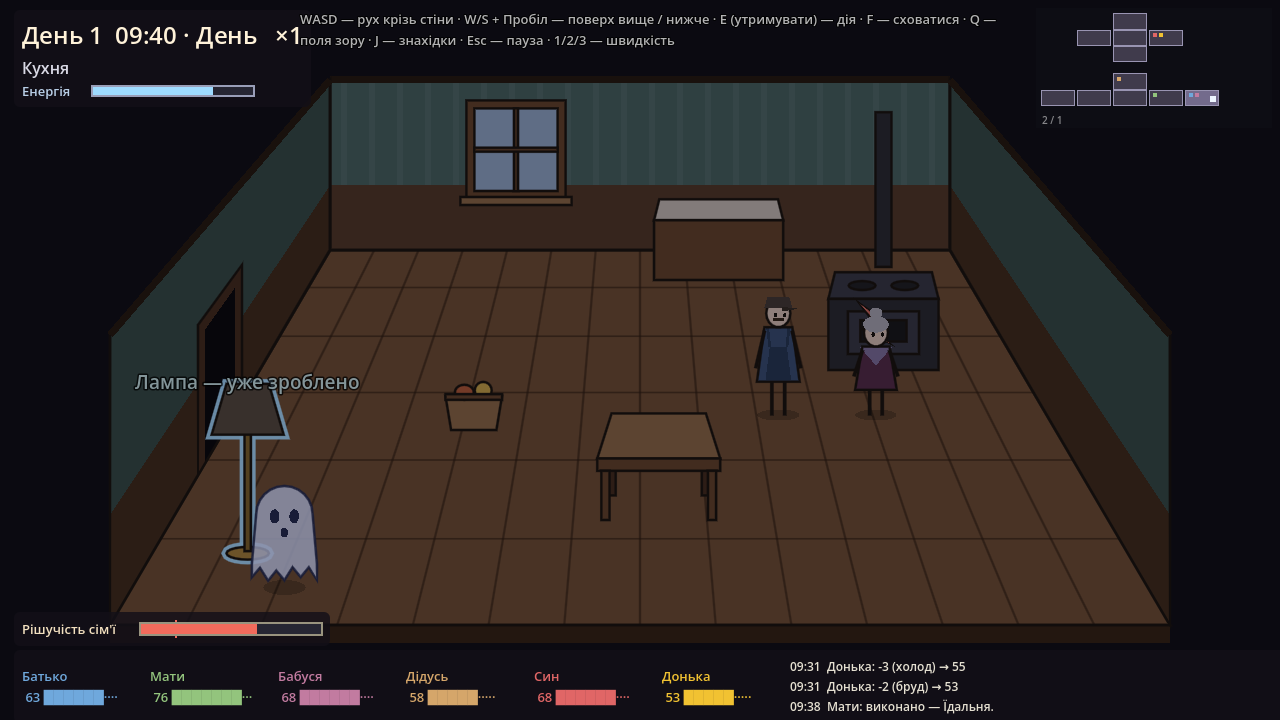 День 1 09:40 · День ×1
WASD — рух крізь стіни · W/S + Пробіл — поверх вище / нижче · E (утримувати) — дія · F — сховатися · Q —
поля зору · J — знахідки · Esc — пауза · 1/2/3 — швидкість
Кухня
Енергія
2 / 1
Лампа — уже зроблено
Рішучість сім'ї
Батько
63
Мати
76
Бабуся
68
Дідусь
58
Син
68
Донька
53
09:31 Донька: -3 (холод) → 55
09:31 Донька: -2 (бруд) → 53
09:38 Мати: виконано — Їдальня.